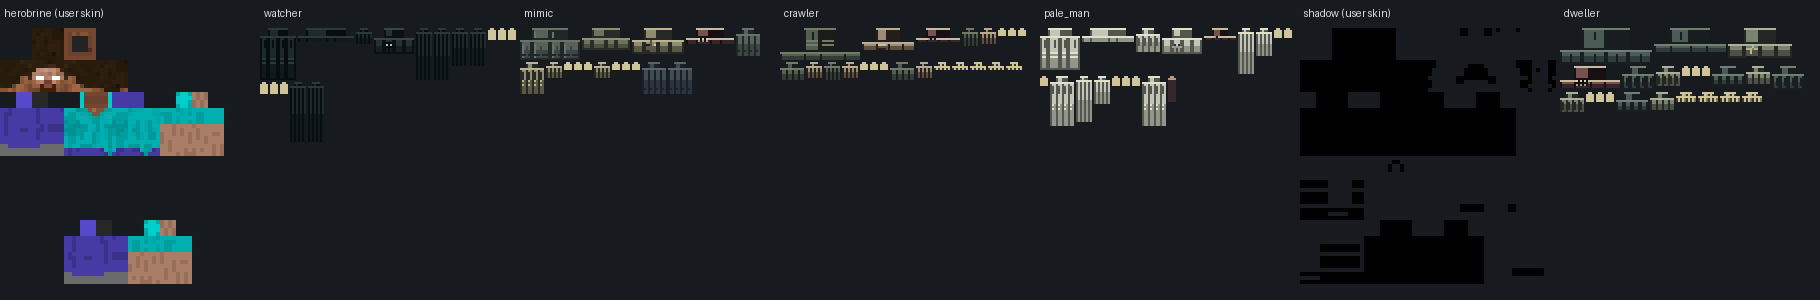 herobrine (user skin)
watcher
mimic
crawler
pale_man
shadow (user skin)
dweller